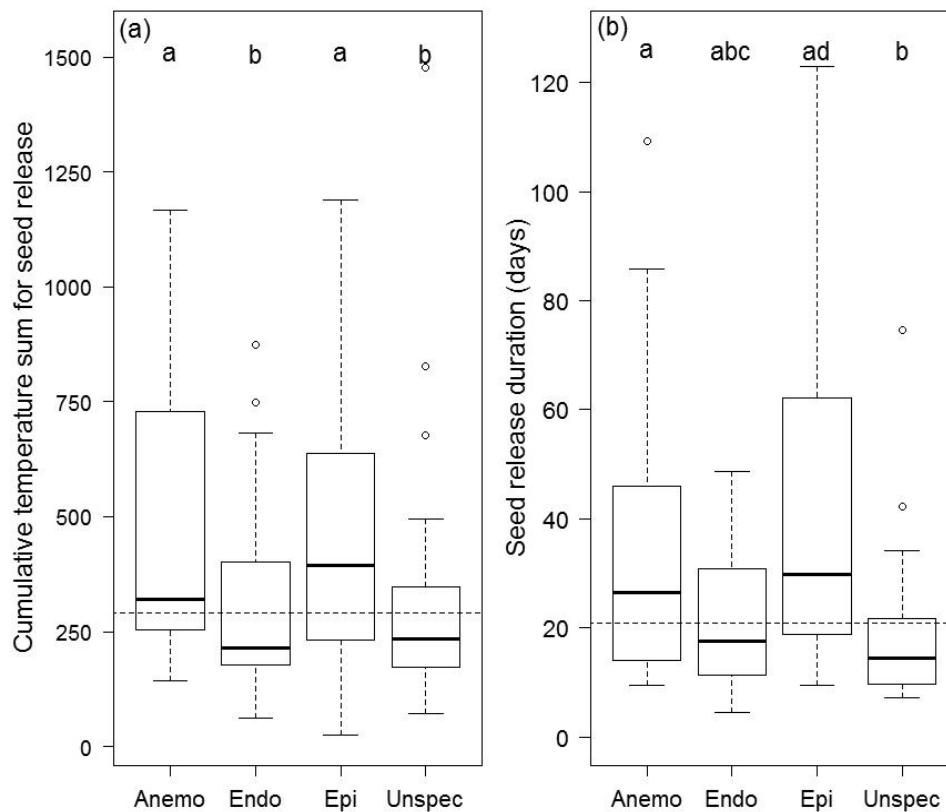 (a)
a b a b
Cumulative temperature sum for seed release
1500
1250
1000
750
500
250
0
Anemo Endo Epi Unspec
(b)
a abc ad b
Seed release duration (days)
120
100
80
60
40
20
0
Anemo Endo Epi Unspec